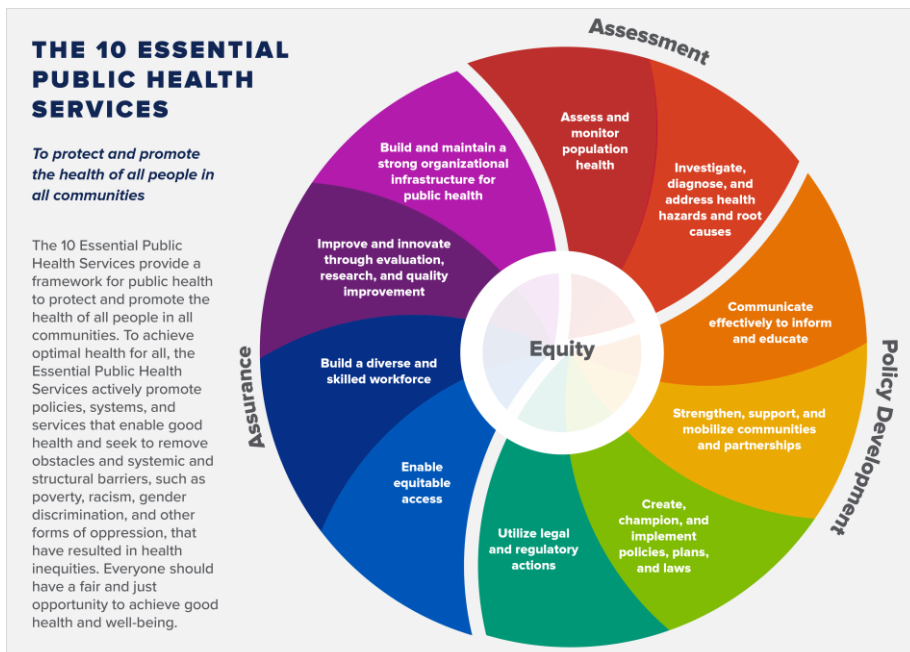 THE 10 ESSENTIAL
PUBLIC HEALTH
SERVICES
To protect and promote
the health of all people in
all communities
The 10 Essential Public
Health Services provide a
framework for public health
to protect and promote the
health of all people in all
communities. To achieve
optimal health for all, the
Essential Public Health
Services actively promote
policies, systems, and
services that enable good
health and seek to remove
obstacles and systemic and
structural barriers, such as
poverty, racism, gender
discrimination, and other
forms of oppression, that
have resulted in health
inequities. Everyone should
have a fair and just
opportunity to achieve good
health and well-being.
Assessment
Assess and
monitor
population
health
Investigate,
diagnose, and
address health
hazards and root
causes
Policy Development
Communicate
effectively to inform
and educate
Strengthen, support, and
mobilize communities
and partnerships
Create,
champion, and
implement
policies, plans,
and laws
Utilize legal
and regulatory
actions
Assurance
Enable
equitable
access
Build a diverse and
skilled workforce
Improve and innovate
through evaluation,
research, and quality
improvement
Build and maintain a
strong organizational
infrastructure for
public health
Equity